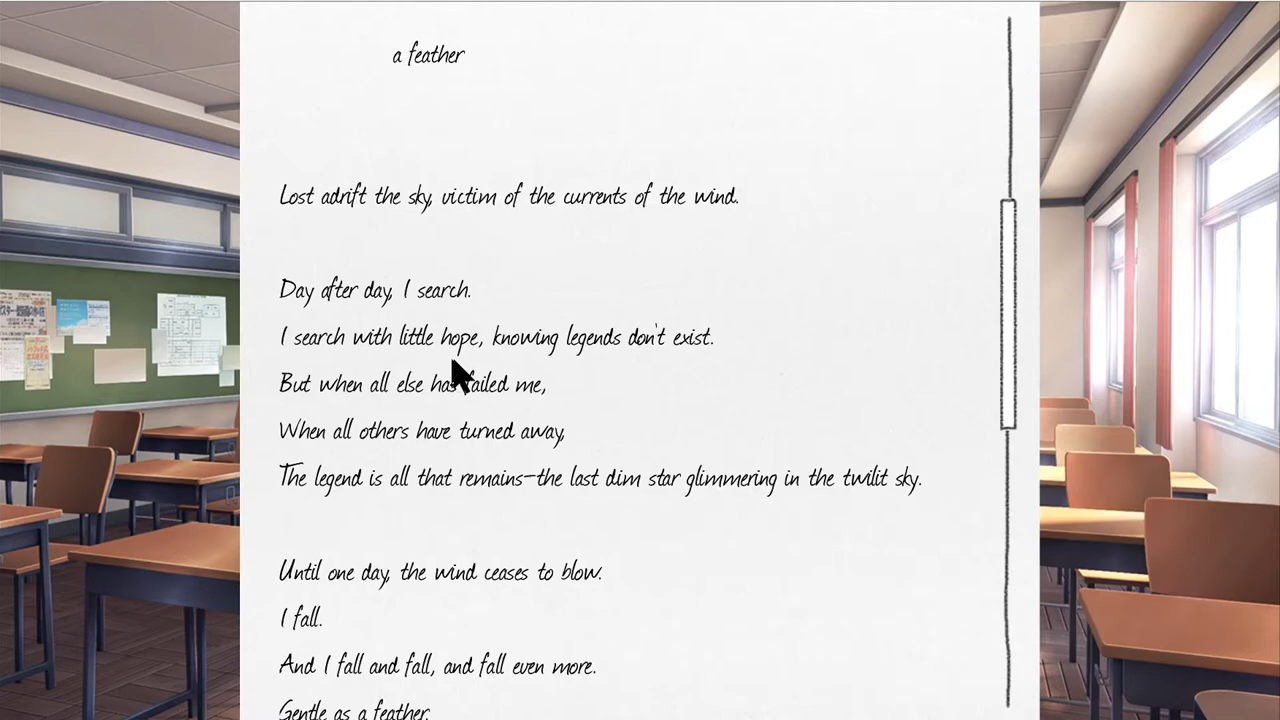 a feather
Lost adrift the sky, victim of the currents of the wind.
Day after day, I search.
I search with little hope, knowing legends don't exist.
But when all else has failed me,
When all others have turned away,
The legend is all that remains—the last dim star glimmering in the twilit sky.
Until one day, the wind ceases to blow.
I fall.
And I fall and fall, and fall even more.
Gentle as a feather.